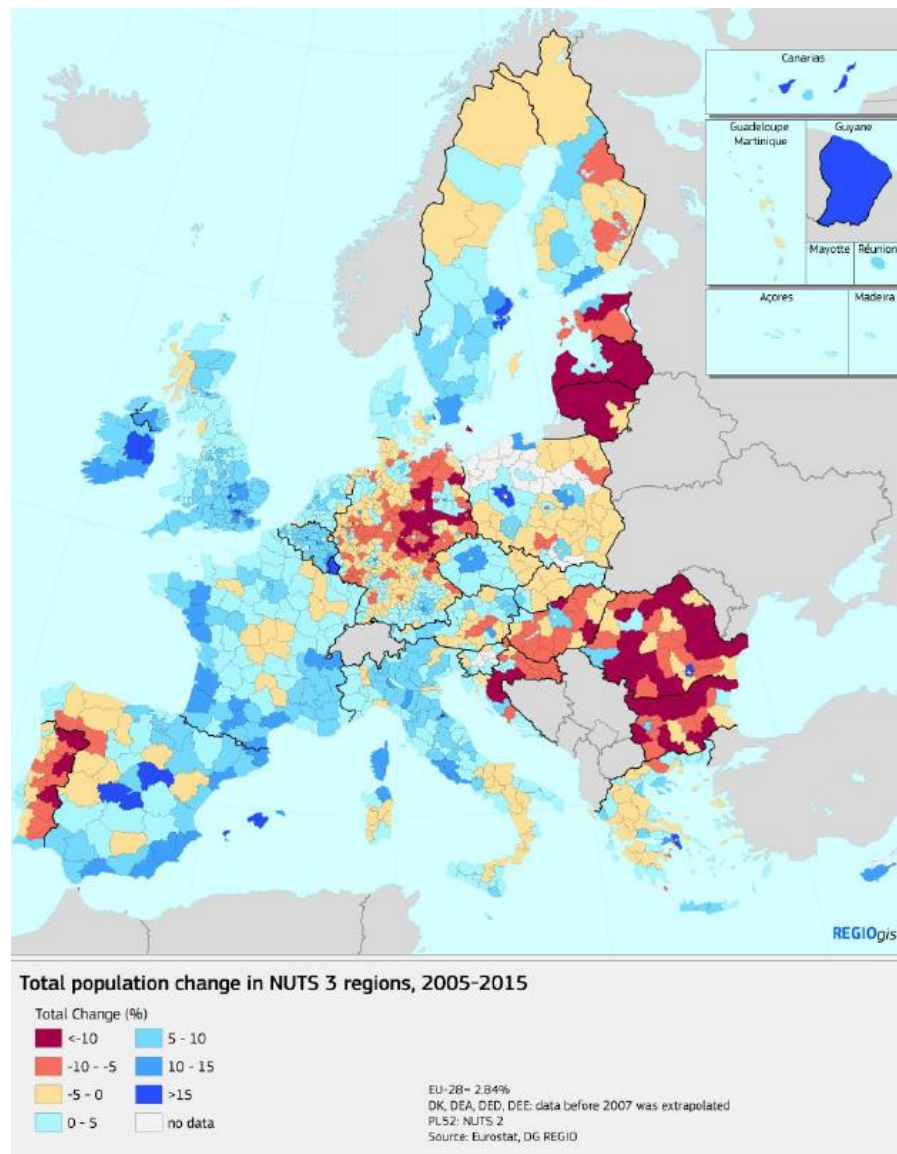 Canarias
Guadeloupe
Martinique
Guyane
Mayotte
Réunion
Açores
Madeira
REGIOgis
Total population change in NUTS 3 regions, 2005-2015
Total Change (%)
<-10
-10 - -5
-5 - 0
0 - 5
5 - 10
10 - 15
>15
no data
EU-28= 2.84%
DK, DEA, DED, DEE: data before 2007 was extrapolated
PL52: NUTS 2
Source: Eurostat, DG REGIO